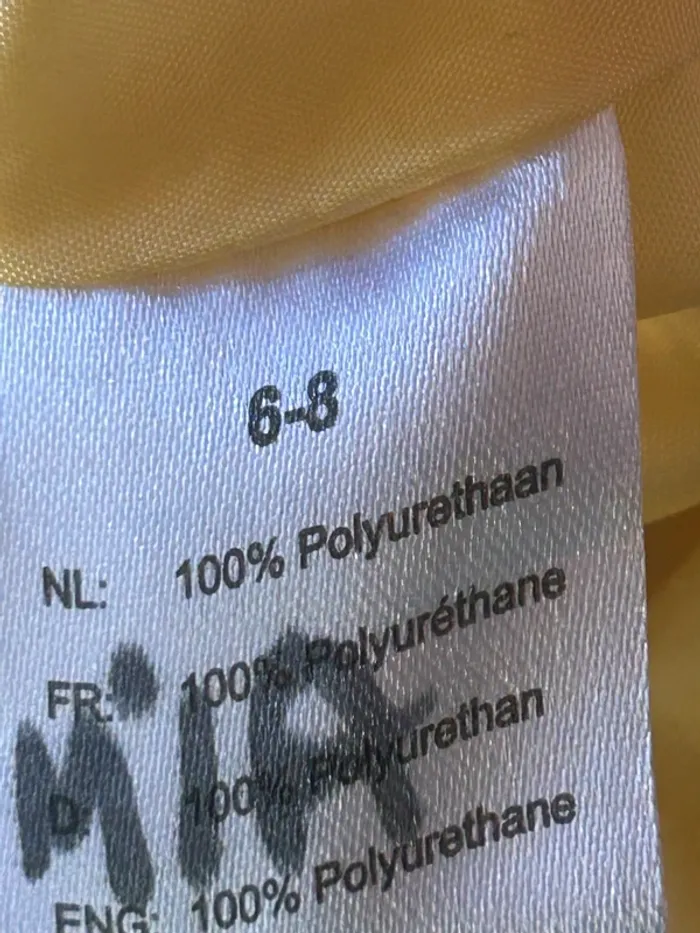 6-8
NL: 100% Polyurethaan
FR: 100% Polyuréthane
D: 100% Polyurethan
ENG: 100% Polyurethane
MIA